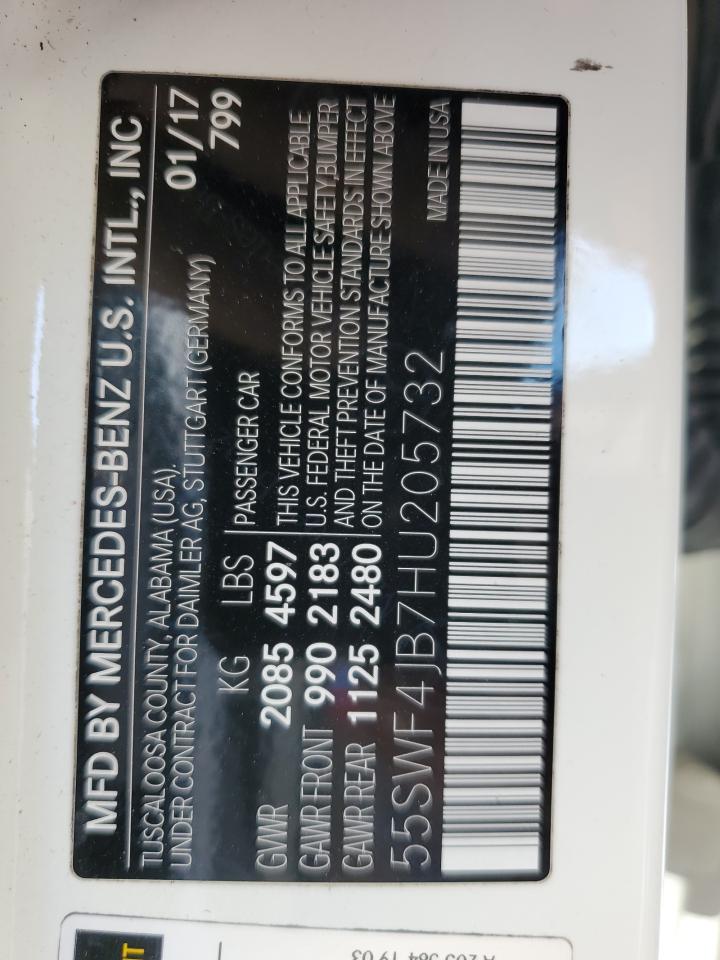 MFD BY MERCEDES-BENZ U.S. INTL., INC
TUSCALOOSA COUNTY, ALABAMA (USA). 01/17
UNDER CONTRACT FOR DAIMLER AG, STUTTGART (GERMANY) 799
KG LBS PASSENGER CAR
GVWR 2085 4597 THIS VEHICLE CONFORMS TO ALL APPLICABLE
GAWR FRONT 990 2183 U.S. FEDERAL MOTOR VEHICLE SAFETY, BUMPER
GAWR REAR 1125 2480 AND THEFT PREVENTION STANDARDS IN EFFECT
ON THE DATE OF MANUFACTURE SHOWN ABOVE
55SWF4JB7HU205732 MADE IN USA